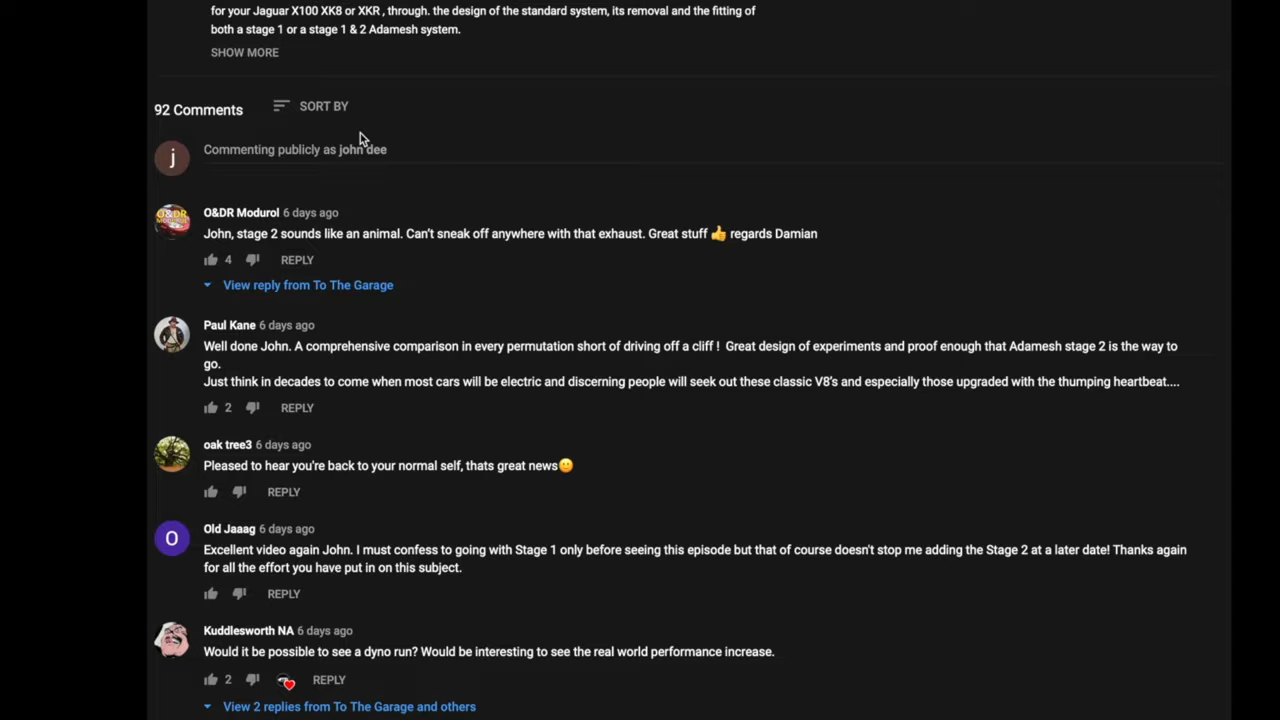 for your Jaguar X100 XK8 or XKR , through. the design of the standard system, its removal and the fitting of
both a stage 1 or a stage 1 & 2 Adamesh system.
SHOW MORE
92 Comments
SORT BY
j
Commenting publicly as john dee
O&DR MODUROL
O&DR Modurol 6 days ago
John, stage 2 sounds like an animal. Can’t sneak off anywhere with that exhaust. Great stuff 👍 regards Damian
4 REPLY
View reply from To The Garage
Paul Kane 6 days ago
Well done John. A comprehensive comparison in every permutation short of driving off a cliff !  Great design of experiments and proof enough that Adamesh stage 2 is the way to
go.
Just think in decades to come when most cars will be electric and discerning people will seek out these classic V8’s and especially those upgraded with the thumping heartbeat....
2 REPLY
oak tree3 6 days ago
Pleased to hear you're back to your normal self, thats great news🙂
REPLY
O
Old Jaaag 6 days ago
Excellent video again John. I must confess to going with Stage 1 only before seeing this episode but that of course doesn't stop me adding the Stage 2 at a later date! Thanks again
for all the effort you have put in on this subject.
REPLY
Kuddlesworth NA 6 days ago
Would it be possible to see a dyno run? Would be interesting to see the real world performance increase.
2 REPLY
View 2 replies from To The Garage and others